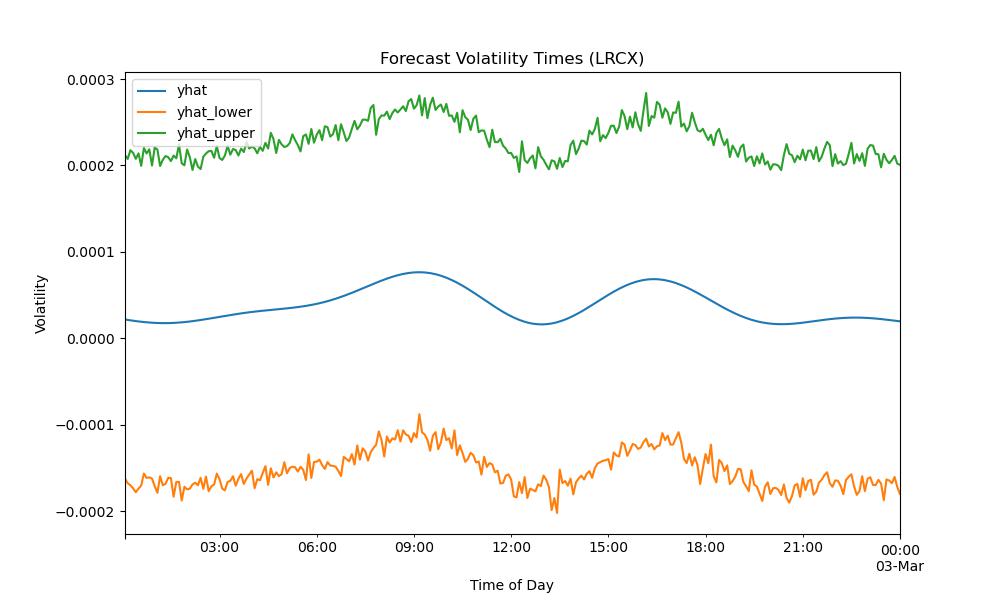 Forecast Volatility Times (LRCX)
yhat
yhat_lower
yhat_upper
0.0003
0.0002
0.0001
0.0000
−0.0001
−0.0002
Volatility
03:00
06:00
09:00
12:00
15:00
18:00
21:00
00:00
03-Mar
Time of Day